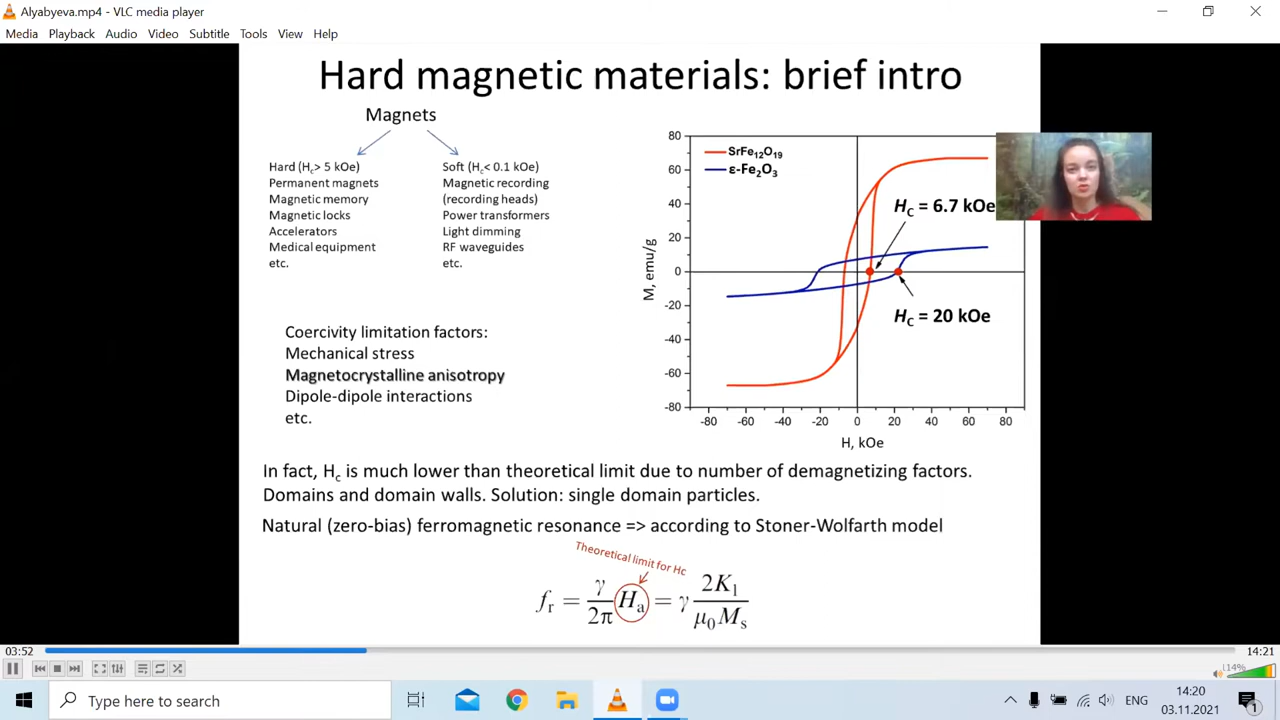 Alyabyeva.mp4 - VLC media player
Media Playback Audio Video Subtitle Tools View Help
Hard magnetic materials: brief intro
Magnets
Hard (Hc> 5 kOe)
Permanent magnets
Magnetic memory
Magnetic locks
Accelerators
Medical equipment
etc.
Soft (Hc< 0.1 kOe)
Magnetic recording
(recording heads)
Power transformers
Light dimming
RF waveguides
etc.
SrFe12O19
ε-Fe2O3
HC = 6.7 kOe
HC = 20 kOe
M, emu/g
80
60
40
20
0
-20
-40
-60
-80
-80 -60 -40 -20 0 20 40 60 80
H, kOe
Coercivity limitation factors:
Mechanical stress
Magnetocrystalline anisotropy
Dipole-dipole interactions
etc.
In fact, Hc is much lower than theoretical limit due to number of demagnetizing factors.
Domains and domain walls. Solution: single domain particles.
Natural (zero-bias) ferromagnetic resonance => according to Stoner-Wolfarth model
Theoretical limit for Hc
fr = γ/2π Ha = γ 2K1/μ0Ms
03:52 14:21
14%
Type here to search
ENG
14:20
03.11.2021
1